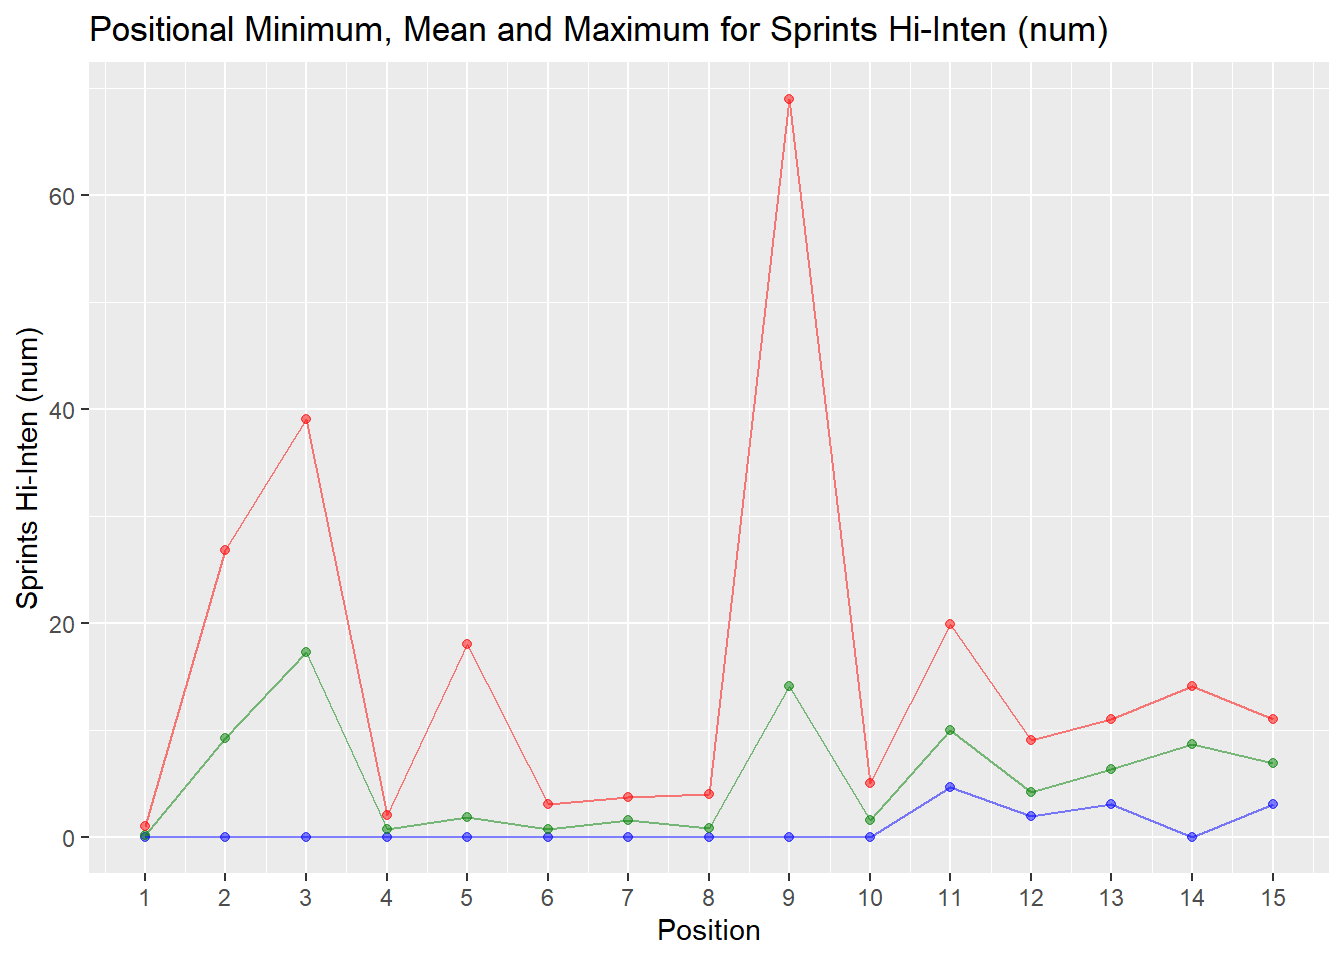 Positional Minimum, Mean and Maximum for Sprints Hi-Inten (num)
Sprints Hi-Inten (num)
60
40
20
0
1 2 3 4 5 6 7 8 9 10 11 12 13 14 15
Position